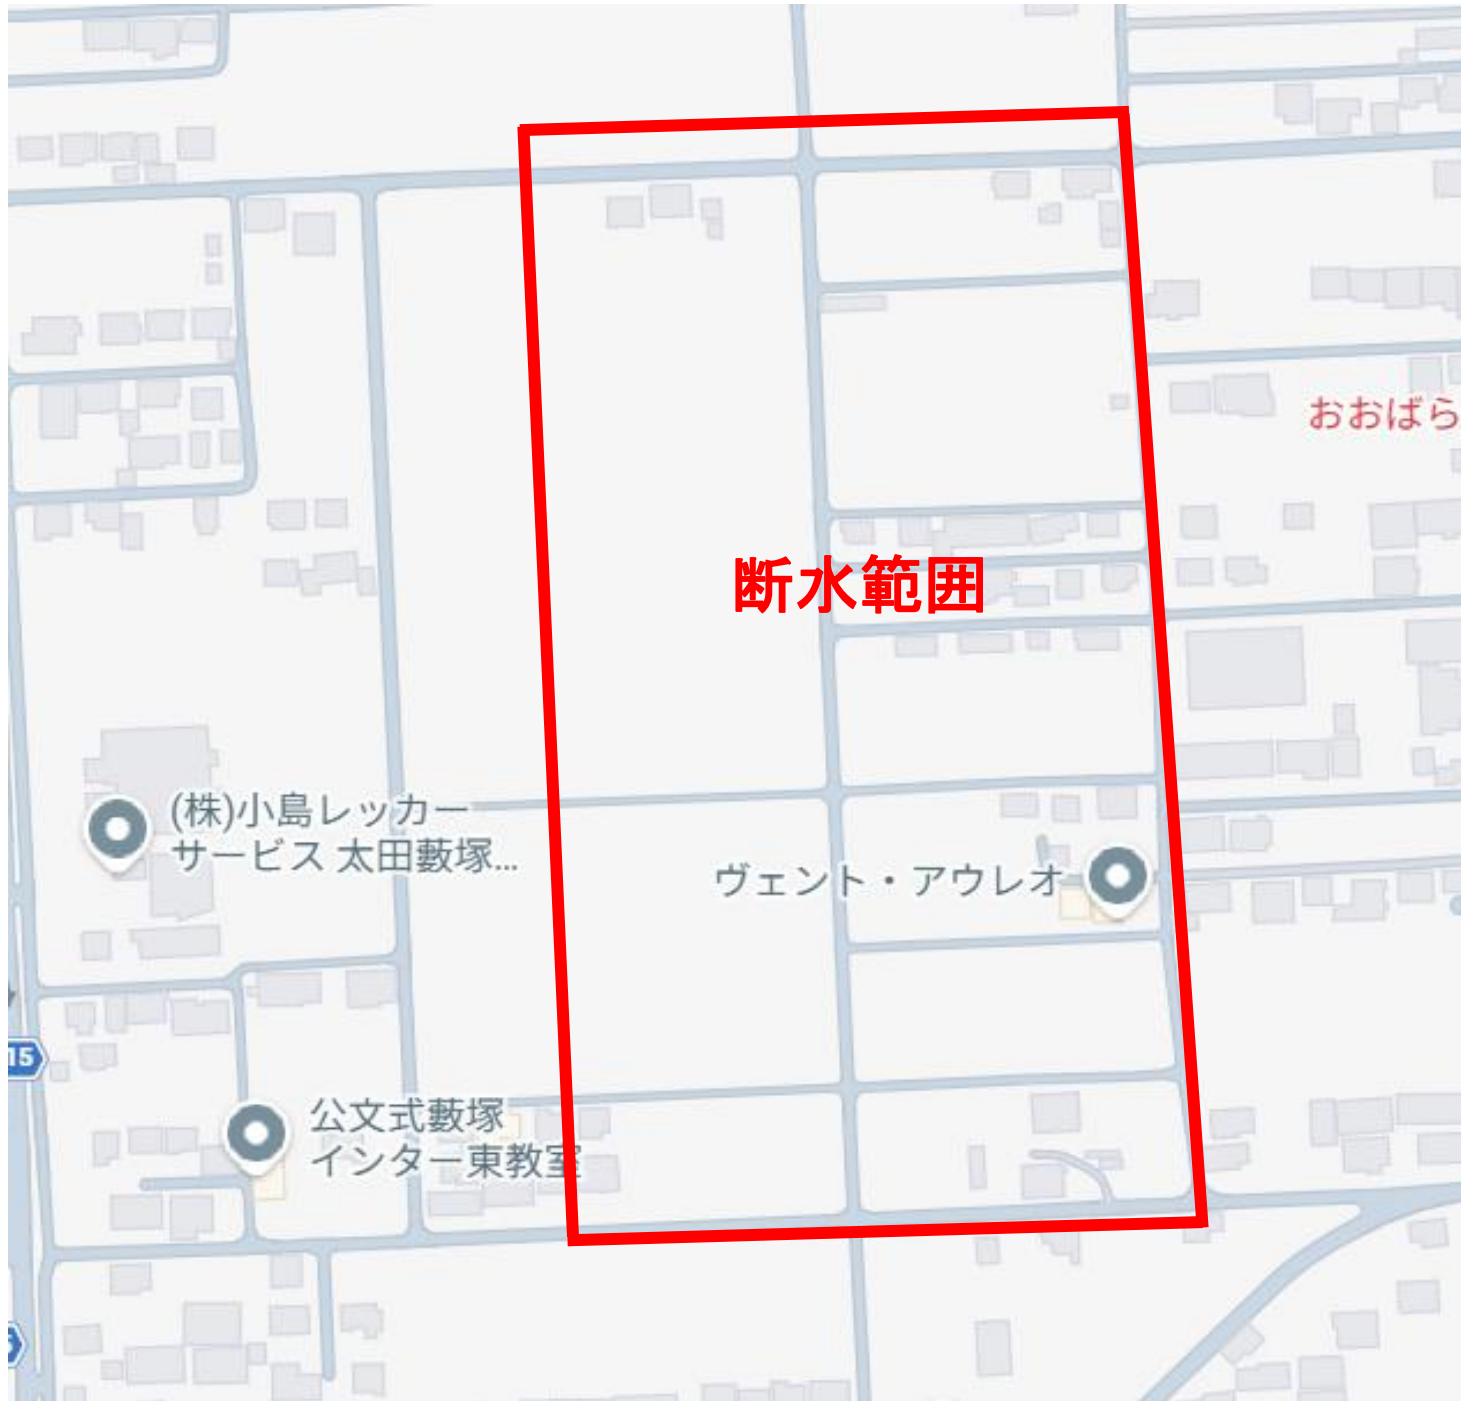 おおばら
断水範囲
(株)小島レッカー
サービス 太田藪塚...
ヴェント・アウレオ
15
公文式藪塚
インター東教室